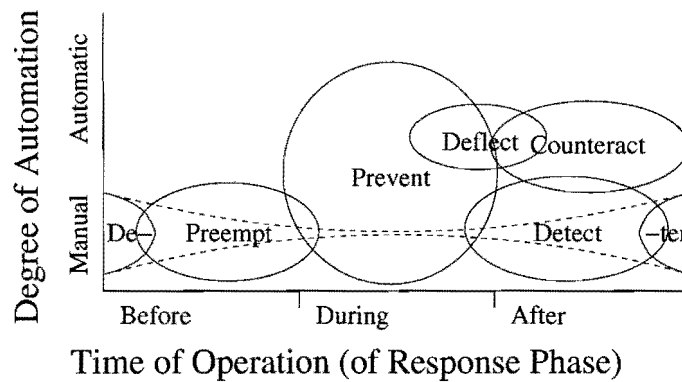 Degree of Automation
Automatic
Manual
Deflect
Counteract
Prevent
De–
Preempt
Detect
–ter
Before
During
After
Time of Operation (of Response Phase)